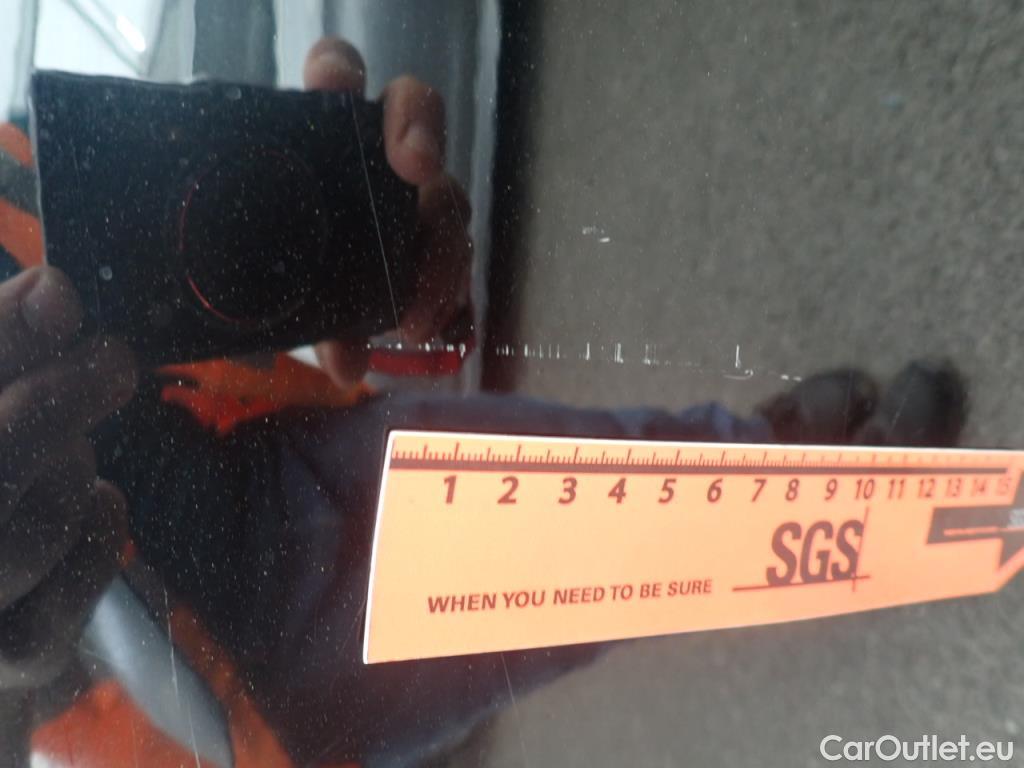 1 2 3 4 5 6 7 8 9 10 11 12 13 14 15
SGS
WHEN YOU NEED TO BE SURE
CarOutlet.eu